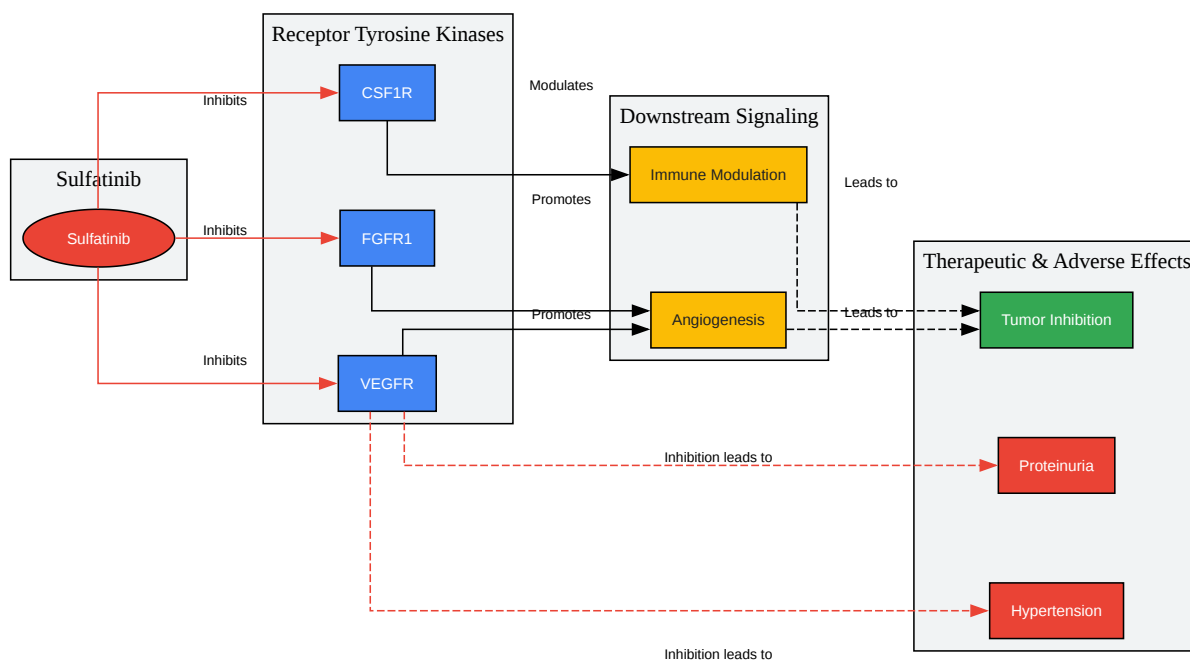 Receptor Tyrosine Kinases
CSF1R
Inhibits
Modulates
Downstream Signaling
Sulfatinib
Immune Modulation
Leads to
Promotes
Sulfatinib
Inhibits
FGFR1
Therapeutic & Adverse Effects
Promotes
Angiogenesis
Leads to
Tumor Inhibition
Inhibits
VEGFR
Inhibition leads to
Proteinuria
Hypertension
Inhibition leads to